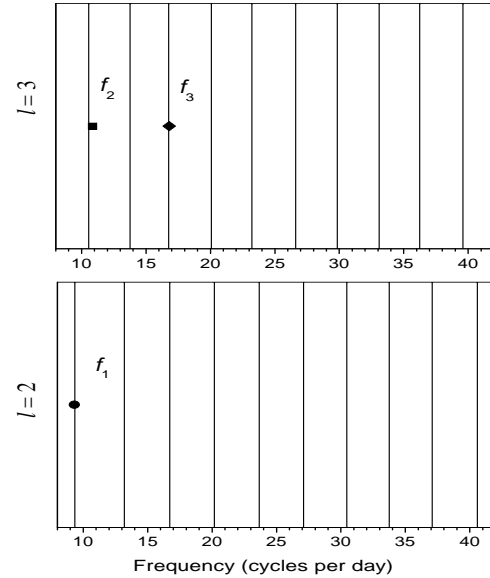 l = 3
f2
f3
10 15 20 25 30 35 40
l = 2
f1
10 15 20 25 30 35 40
Frequency (cycles per day)